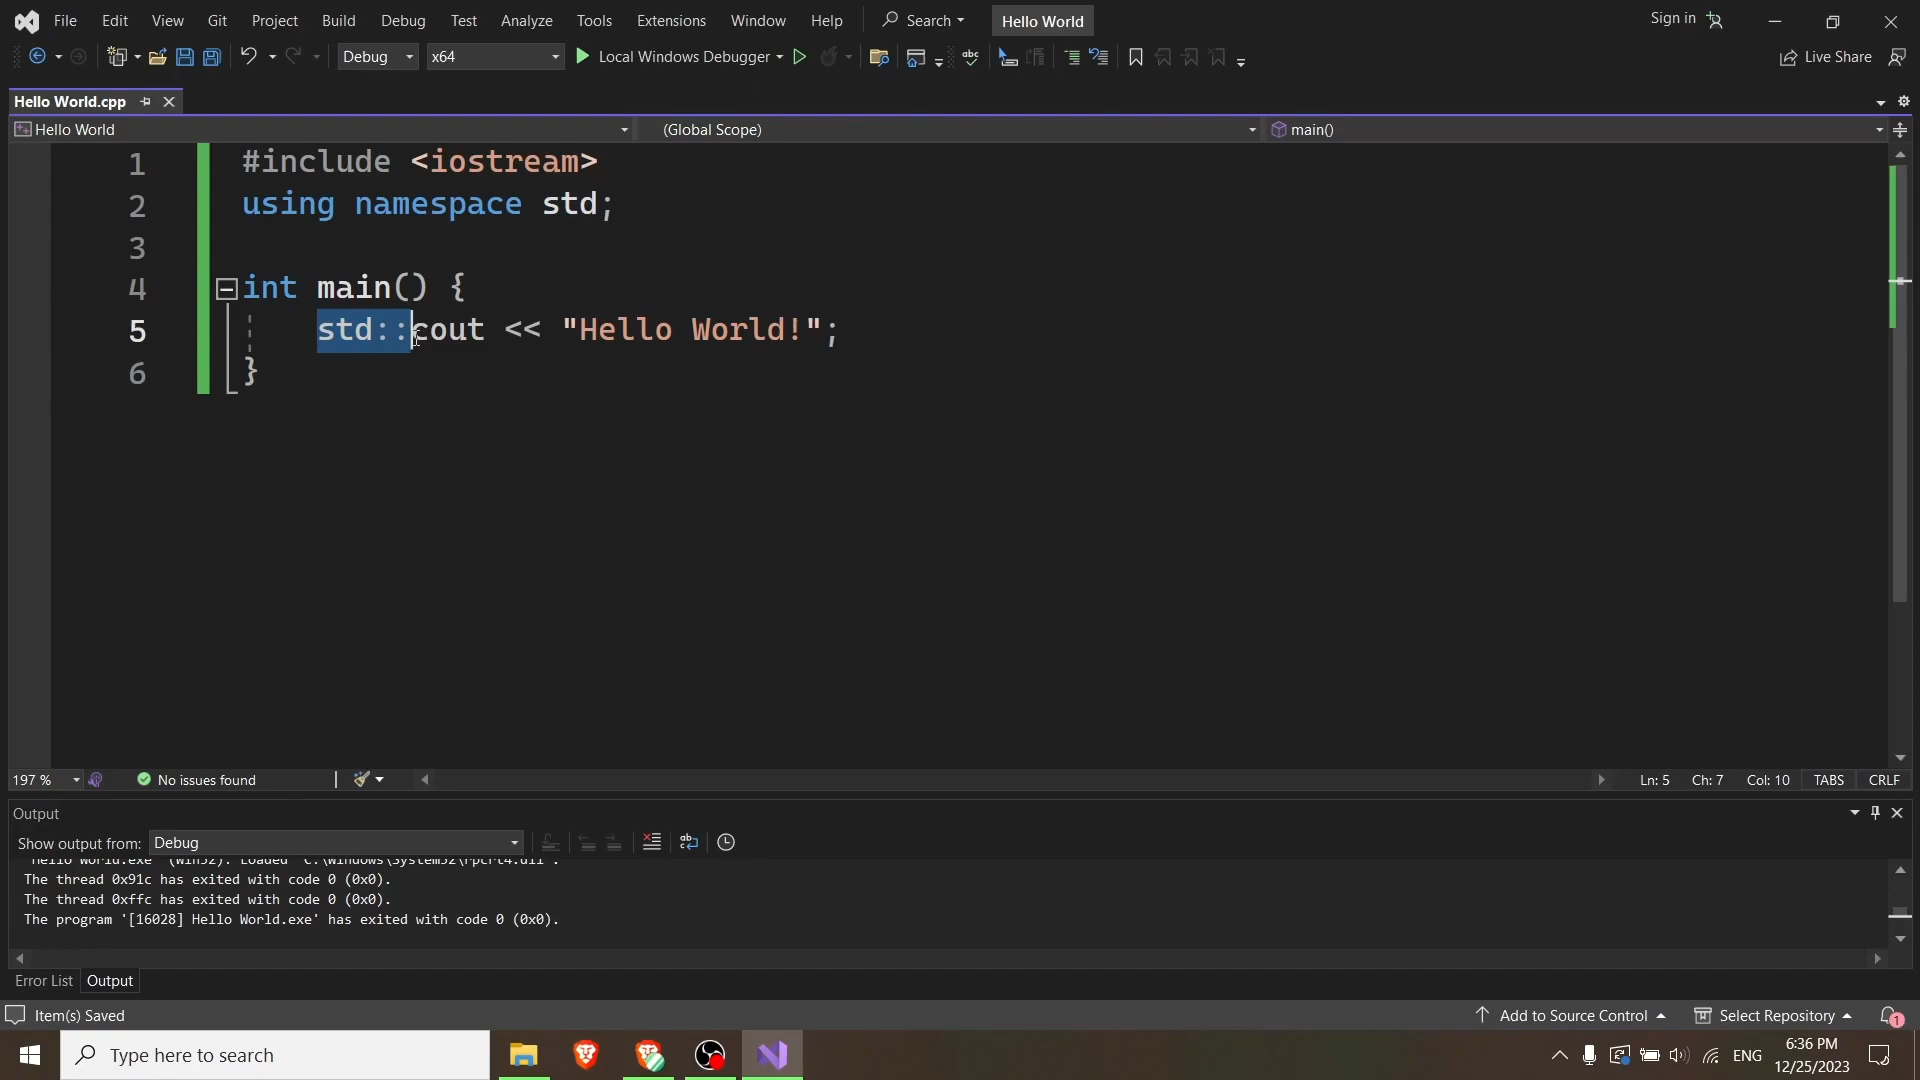 File Edit View Git Project Build Debug Test Analyze Tools Extensions Window Help Search Hello World Sign in
Debug x64 Local Windows Debugger Live Share
Hello World.cpp
Hello World (Global Scope) main()
1 #include <iostream>
2 using namespace std;
3
4 int main() {
5 std::cout << "Hello World!";
6 }
197 % No issues found Ln: 5 Ch: 7 Col: 10 TABS CRLF
Output
Show output from: Debug
The thread 0x91c has exited with code 0 (0x0).
The thread 0xffc has exited with code 0 (0x0).
The program '[16028] Hello World.exe' has exited with code 0 (0x0).
Error List Output
Item(s) Saved Add to Source Control Select Repository 1
Type here to search ENG 6:36 PM
12/25/2023